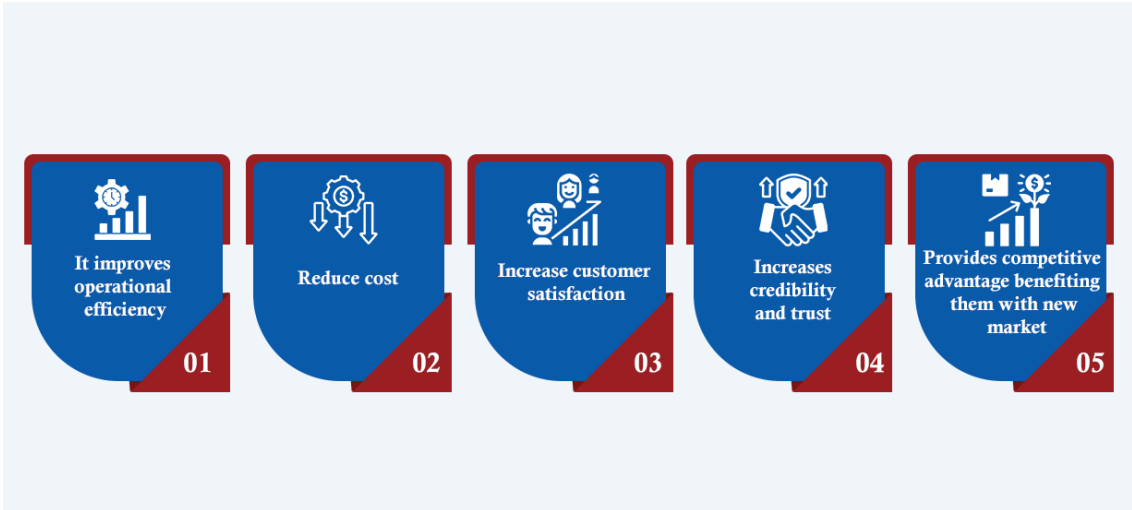 It improves
operational
efficiency
01
Reduce cost
02
Increase customer
satisfaction
03
Increases
credibility
and trust
04
Provides competitive
advantage benefiting
them with new
market
05